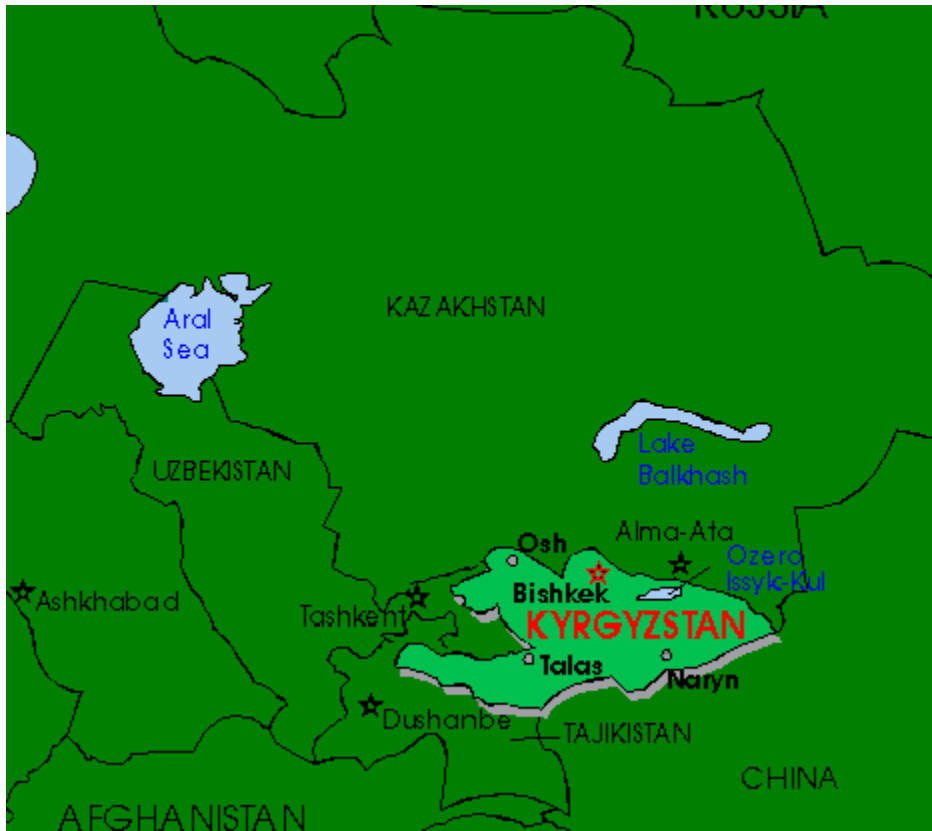 RUSSIA
KAZAKHSTAN
Aral
Sea
Lake
Balkhash
UZBEKISTAN
Alma-Ata
Osh
Ozero
Issyk-Kul
Bishkek
Ashkhabad
Tashkent
KYRGYZSTAN
Talas
Naryn
Dushanbe
TAJIKISTAN
CHINA
AFGHANISTAN